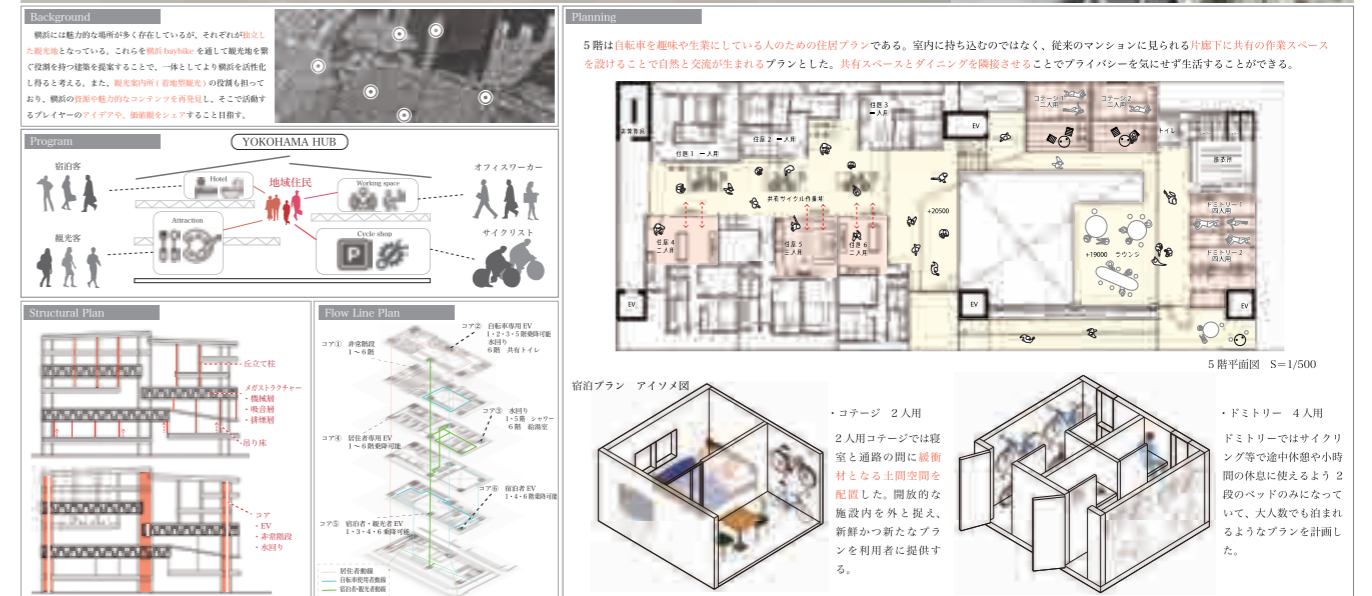 Background
横浜には魅力的な場所が多く存在しているが、それぞれが独立し
た観光地となっている。これらを横浜 baybike を通して観光地を繋
ぐ役割を持つ建築を提案することで、一体としてより横浜を活性化
し得ると考える。また、観光案内所 (着地型観光) の役割も担って
おり、横浜の資源や魅力的なコンテンツを再発見し、そこで活動す
るプレイヤーのアイデアや、価値観をシェアすること目指す。
Program
YOKOHAMA HUB
宿泊客
観光客
Hotel
Attraction
地域住民
Working space
Cycle shop
P
オフィスワーカー
サイクリスト
Structural Plan
丘立て柱
メガストラクチャー
・機械層
・吸音層
・排煙層
吊り床
コア
・EV
・非常階段
・水回り
Flow Line Plan
コア① 非常階段
1～6階
コア② 自転車専用 EV
1・2・3・5階乗降可能
水回り
6階 共有トイレ
コア③ 水回り
1・5階 シャワー
6階 給湯室
コア④ 居住者専用 EV
1～6階乗降可能
コア⑥ 宿泊者 EV
1・4・6階乗降可能
コア⑤ 宿泊者・観光者 EV
1・3・4・6 乗降可能
居住者動線
自転車使用者動線
宿泊者・観光者動線
Planning
5階は自転車を趣味や生業にしている人のための住居プランである。室内に持ち込むのではなく、従来のマンションに見られる片廊下に共有の作業スペース
を設けることで自然と交流が生まれるプランとした。共有スペースとダイニングを隣接させることでプライバシーを気にせず生活することができる。
住居 1 一人用
住居 2 一人用
住居 3
一人用
EV
コテージ 1
二人用
コテージ 2
二人用
トイレ
共有サイクル作業場
+20500
ドミトリー 1
四人用
住居 4
二人用
住居 5
三人用
住居 6
二人用
+19000 ラウンジ
ドミトリー 2
四人用
EV
EV
EV
5 階平面図 S＝1/500
宿泊プラン アイソメ図
・コテージ 2 人用
2 人用コテージでは寝
室と通路の間に緩衝
材となる土間空間を
配置した。開放的な
施設内を外と捉え、
新鮮かつ新たなプラ
ンを利用者に提供す
る。
・ドミトリー 4 人用
ドミトリーではサイクリ
ング等で途中休憩や小時
間の休息に使えるよう 2
段のベッドのみになって
いて、大人数でも泊まれ
るようなプランを計画し
た。